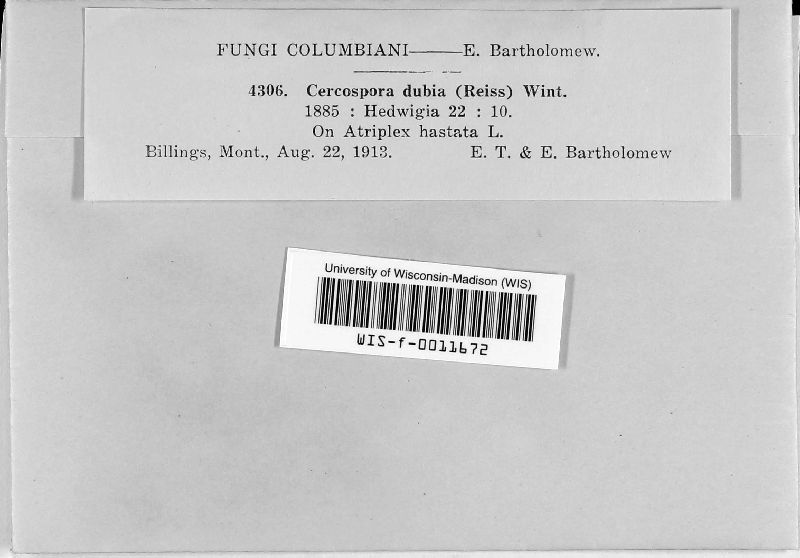 FUNGI COLUMBIANI——E. Bartholomew.
4306. Cercospora dubia (Reiss) Wint.
1885 : Hedwigia 22 : 10.
On Atriplex hastata L.
Billings, Mont., Aug. 22, 1913. E. T. & E. Bartholomew
University of Wisconsin-Madison (WIS)
WIS-f-0011672